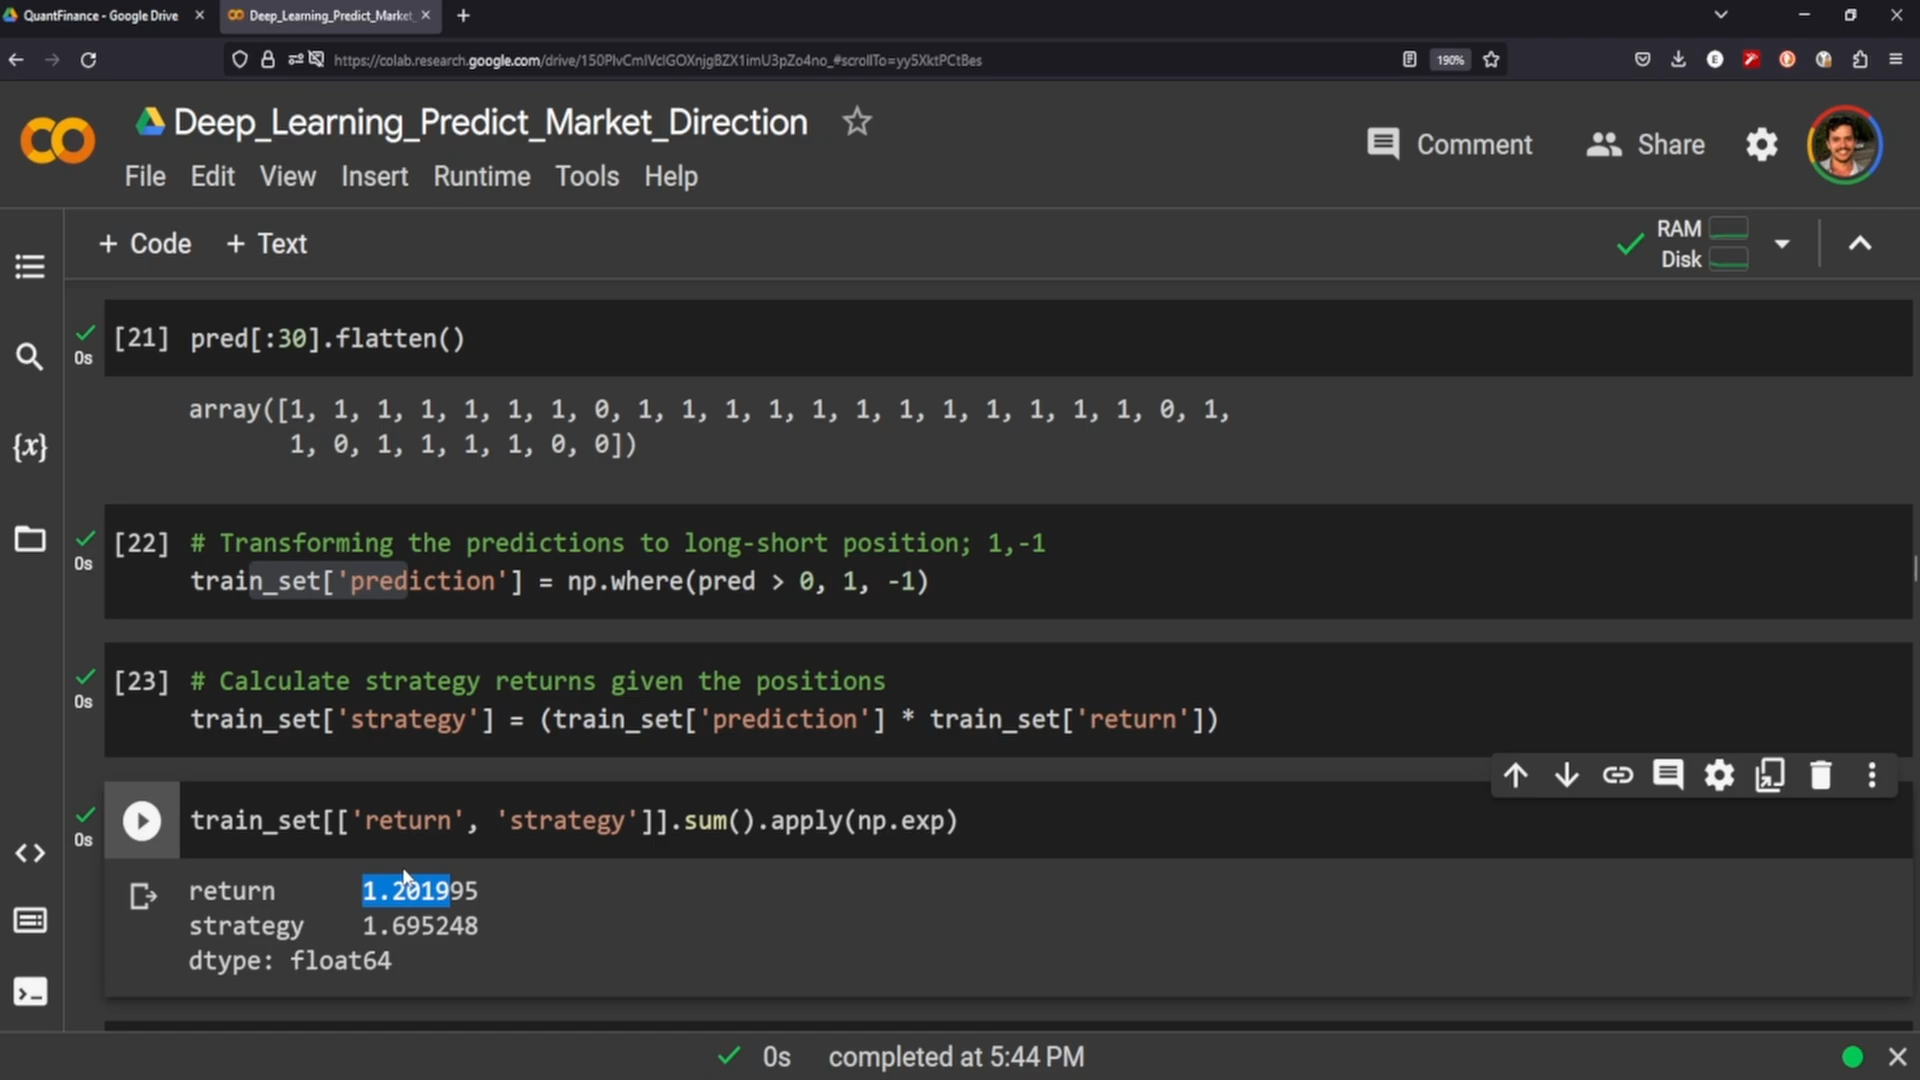 QuantFinance - Google Drive
Deep_Learning_Predict_Market_
https://colab.research.google.com/drive/150PlvCmIVclGOXnjgBZX1imU3pZo4no_#scrollTo=yy5XktPCtBes
190%
Deep_Learning_Predict_Market_Direction
Comment
Share
File Edit View Insert Runtime Tools Help
+ Code + Text
RAM
Disk
[21] pred[:30].flatten()
0s
array([1, 1, 1, 1, 1, 1, 1, 0, 1, 1, 1, 1, 1, 1, 1, 1, 1, 1, 1, 1, 0, 1,
1, 0, 1, 1, 1, 1, 0, 0])
[22] # Transforming the predictions to long-short position; 1,-1
0s
train_set['prediction'] = np.where(pred > 0, 1, -1)
[23] # Calculate strategy returns given the positions
0s
train_set['strategy'] = (train_set['prediction'] * train_set['return'])
train_set[['return', 'strategy']].sum().apply(np.exp)
0s
return 1.201995
strategy 1.695248
dtype: float64
0s completed at 5:44 PM